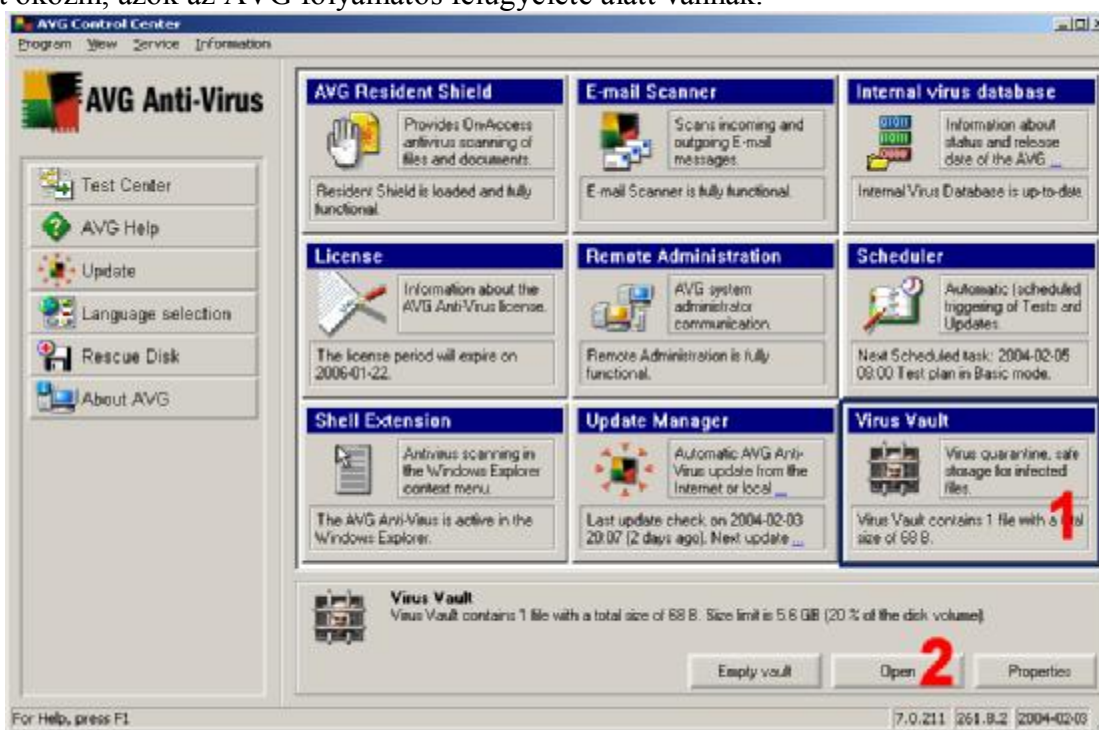 okozni, azok az AVG folyamatos felügyelete alatt vannak.
AVG Control Center
Program View Service Information
AVG Anti-Virus
Test Center
AVG Help
Update
Language selection
Rescue Disk
About AVG
AVG Resident Shield
Provides On-Access
antivirus scanning of
files and documents.
Resident Shield is loaded and fully
functional.
E-mail Scanner
Scans incoming and
outgoing E-mail
messages.
E-mail Scanner is fully functional.
Internal virus database
Information about
status and release
date of the AVG ...
Internal Virus Database is up-to-date.
License
Information about the
AVG Anti-Virus license.
The license period will expire on
2006-01-22.
Remote Administration
AVG system
administrator
communication.
Remote Administration is fully
functional.
Scheduler
Automatic (scheduled)
triggering of Tests and
Updates.
Next Scheduled task: 2004-02-05
08:00 Test plan in Basic mode.
Shell Extension
Antivirus scanning in
the Windows Explorer
context menu.
The AVG Anti-Virus is active in the
Windows Explorer.
Update Manager
Automatic AVG Anti-
Virus update from the
Internet or local ...
Last update check on 2004-02-03
20:07 (2 days ago). Next update ...
Virus Vault
Virus quarantine, safe
storage for infected
files.
1
Virus Vault contains 1 file with a total
size of 68 B.
Virus Vault
Virus Vault contains 1 file with a total size of 68 B. Size limit is 5.6 GB (20 % of the disk volume).
Empty vault
Open
2
Properties
For Help, press F1
7.0.211 261.8.2 2004-02-03